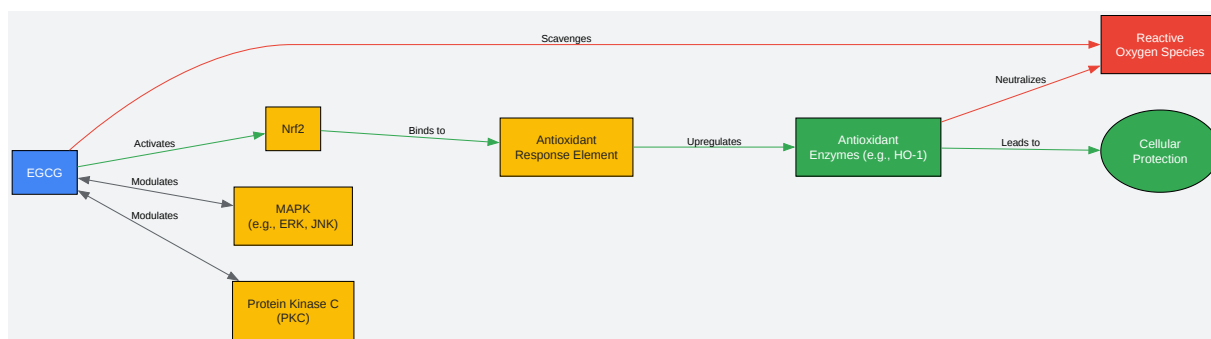 Scavenges
Reactive
Oxygen Species
Neutralizes
Nrf2
Binds to
Activates
Antioxidant
Response Element
Upregulates
Antioxidant
Enzymes (e.g., HO-1)
Leads to
Cellular
Protection
EGCG
Modulates
MAPK
(e.g., ERK, JNK)
Modulates
Protein Kinase C
(PKC)